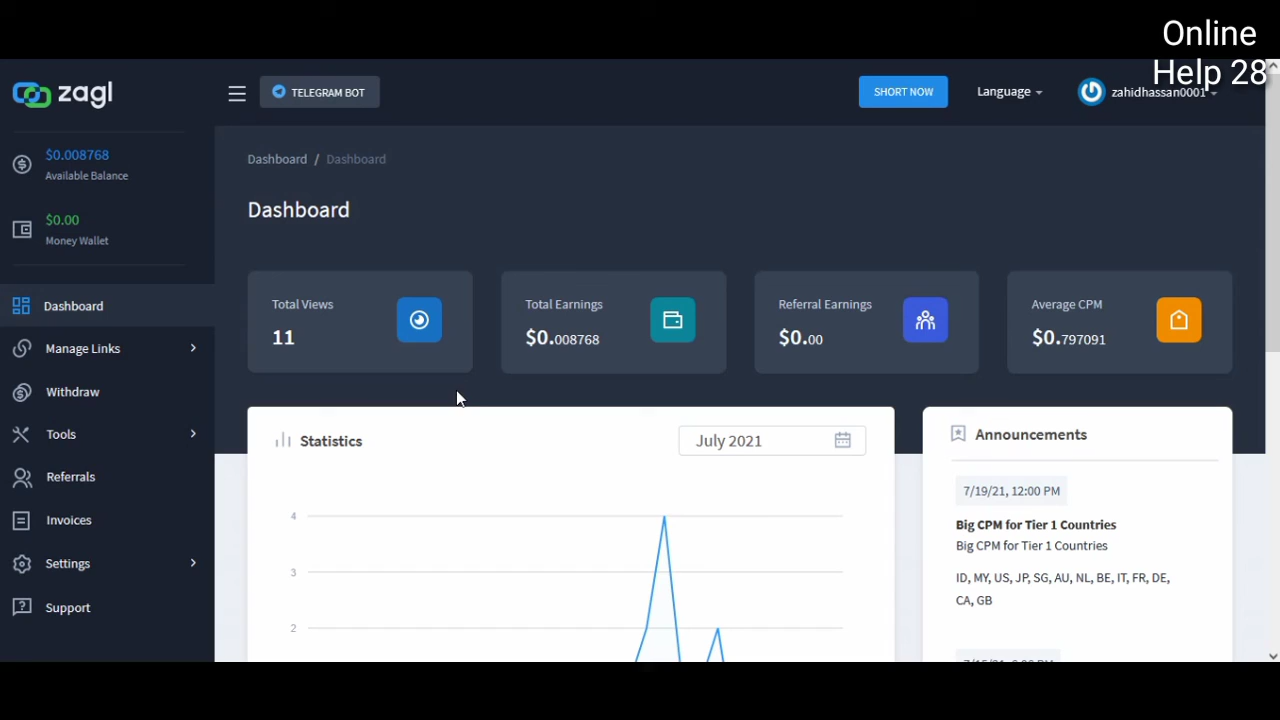 Online
Help 28
zagl
TELEGRAM BOT
SHORT NOW
Language
zahidhassan0001
$0.008768
Available Balance
$0.00
Money Wallet
Dashboard
Manage Links
Withdraw
Tools
Referrals
Invoices
Settings
Support
Dashboard / Dashboard
Dashboard
Total Views
11
Total Earnings
$0.008768
Referral Earnings
$0.00
Average CPM
$0.797091
Statistics
July 2021
4
3
2
Announcements
7/19/21, 12:00 PM
Big CPM for Tier 1 Countries
Big CPM for Tier 1 Countries
ID, MY, US, JP, SG, AU, NL, BE, IT, FR, DE,
CA, GB